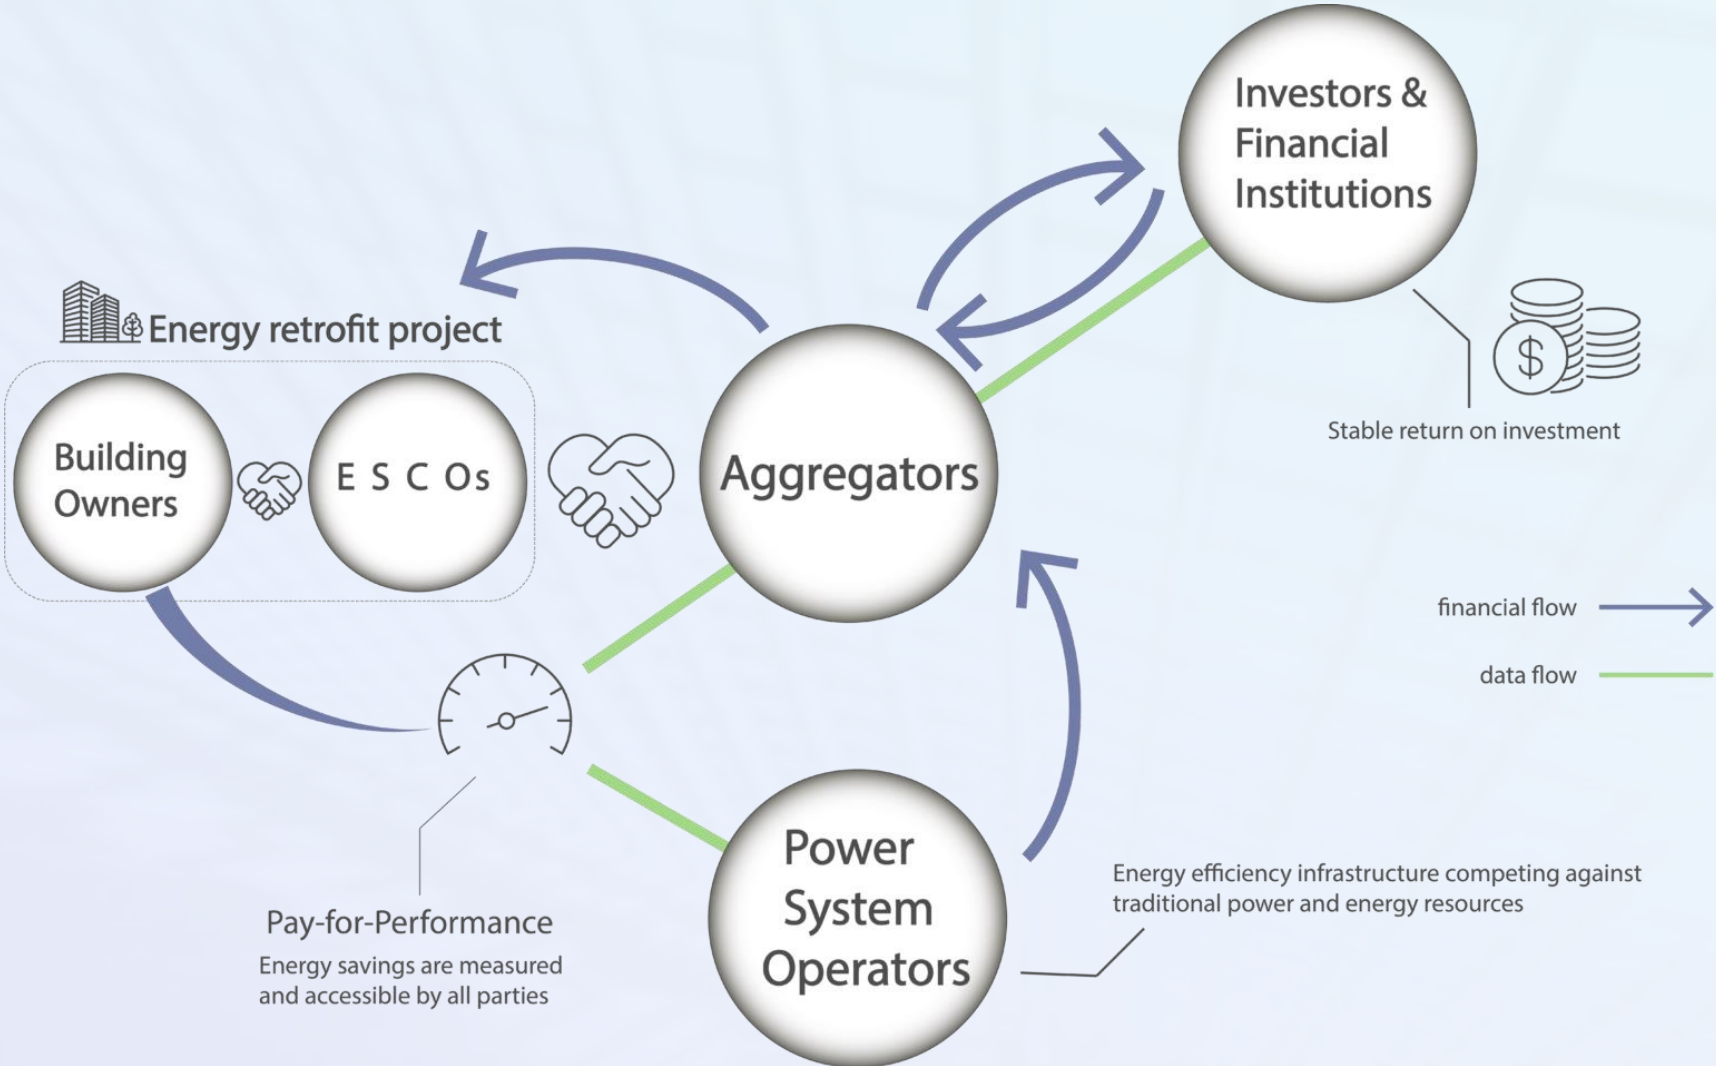 Investors &
Financial
Institutions
Energy retrofit project
Building
Owners
E S C Os
Aggregators
$
Stable return on investment
financial flow
data flow
Pay-for-Performance
Energy savings are measured
and accessible by all parties
Power
System
Operators
Energy efficiency infrastructure competing against
traditional power and energy resources